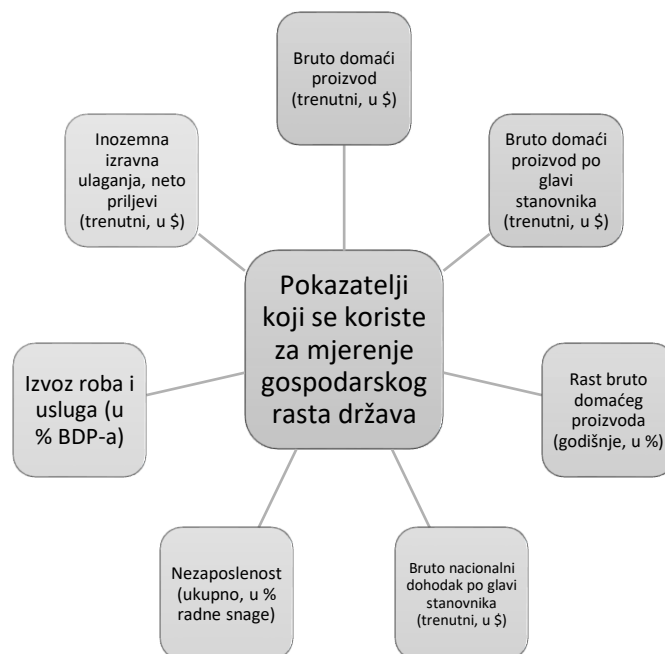 Bruto domaći
proizvod
(trenutni, u $)
Inozemna
izravna
ulaganja, neto
priljevi
(trenutni, u $)
Bruto domaći
proizvod po
glavi
stanovnika
(trenutni, u $)
Pokazatelji
koji se koriste
za mjerenje
gospodarskog
rasta država
Izvoz roba i
usluga (u
% BDP-a)
Rast bruto
domaćeg
proizvoda
(godišnje, u %)
Nezaposlenost
(ukupno, u %
radne snage)
Bruto nacionalni
dohodak po glavi
stanovnika
(trenutni, u $)